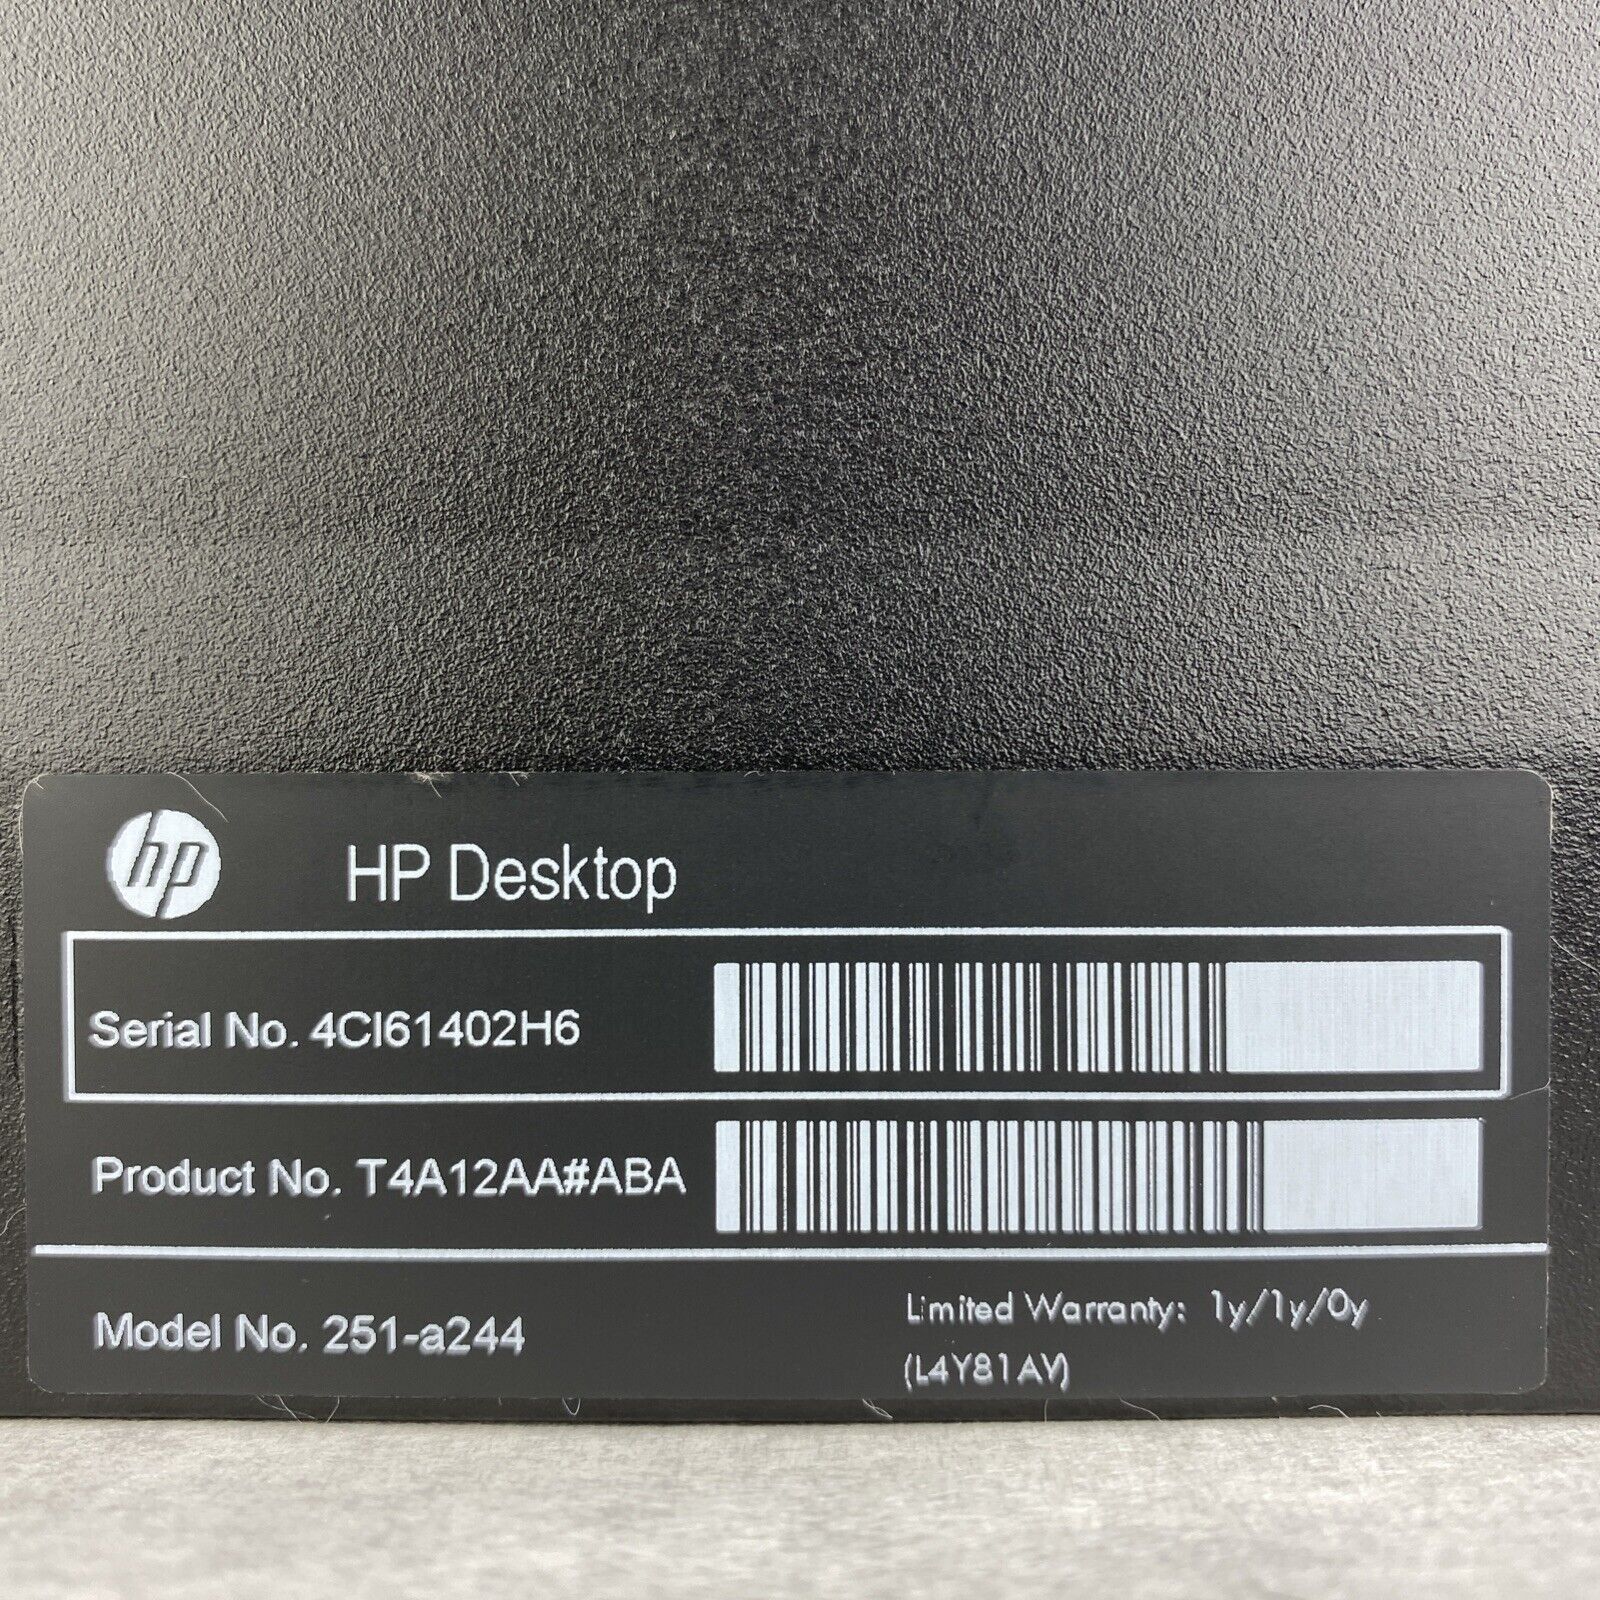 hp
HP Desktop
Serial No. 4CI61402H6
Product No. T4A12AA#ABA
Model No. 251-a244
Limited Warranty: 1y/1y/0y
(L4Y81AV)